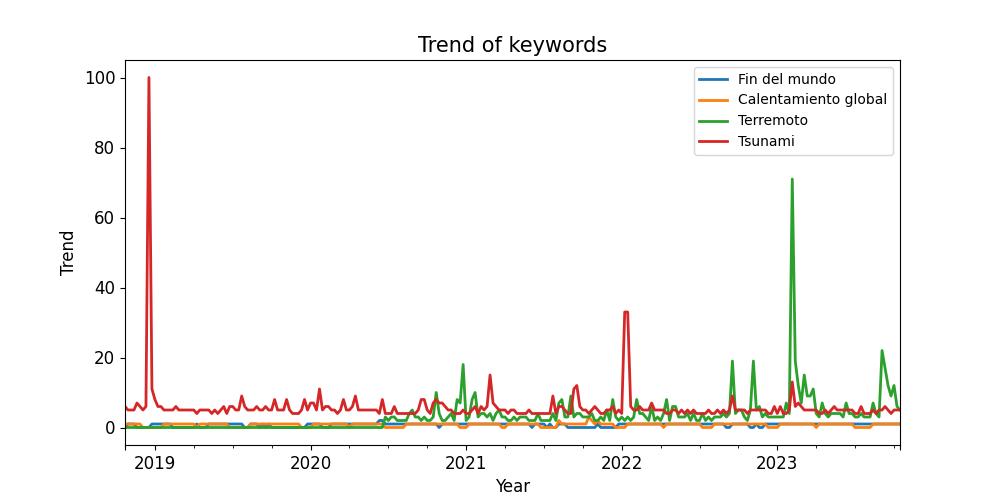 Trend of keywords
Fin del mundo
Calentamiento global
Terremoto
Tsunami
100
80
60
40
20
0
Trend
2019 2020 2021 2022 2023
Year